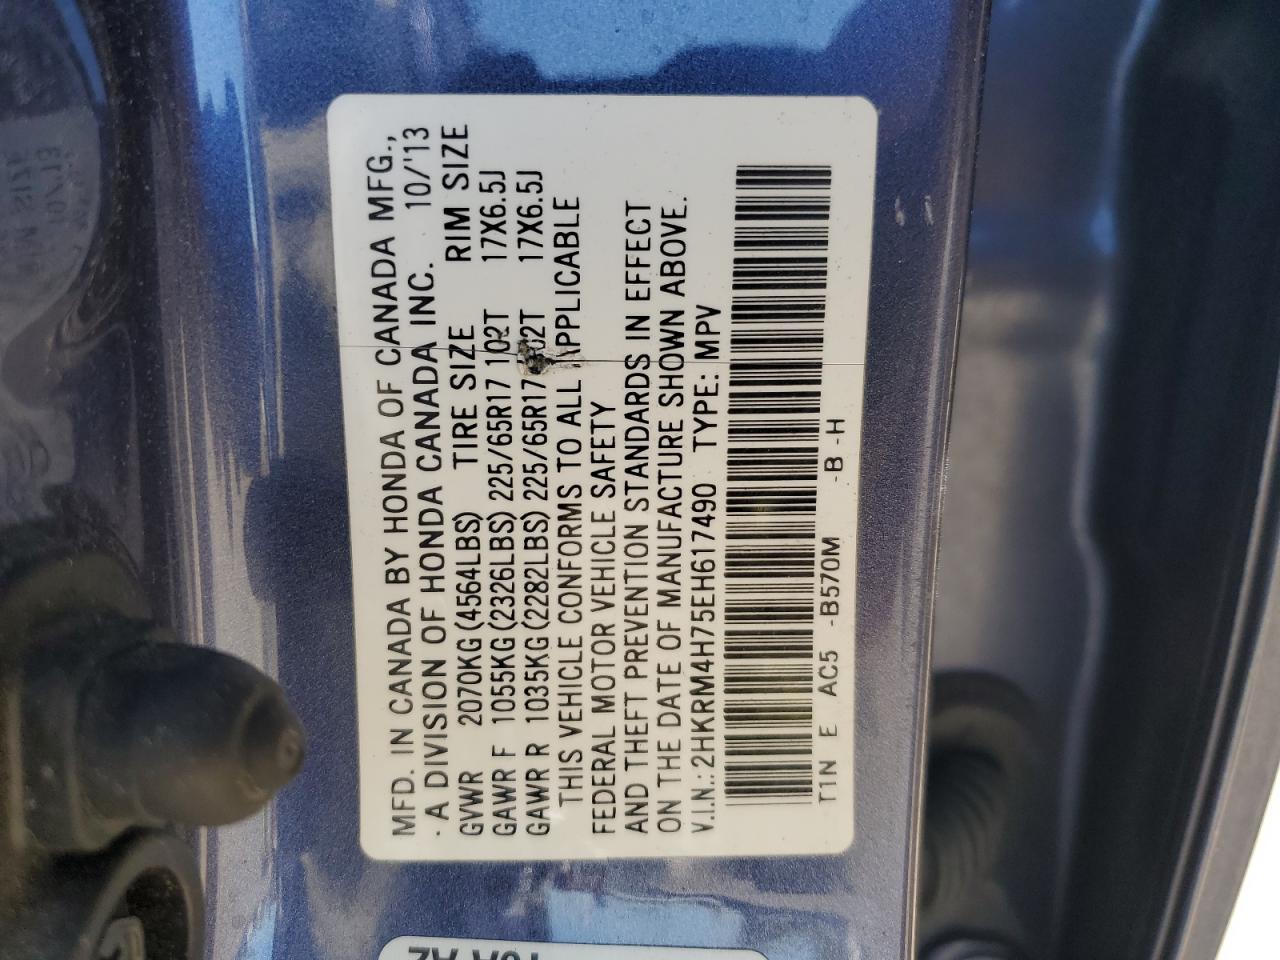 MFD. IN CANADA BY HONDA OF CANADA MFG.,
A DIVISION OF HONDA CANADA INC. 10/'13
GVWR 2070KG (4564LBS) TIRE SIZE RIM SIZE
GAWR F 1055KG (2326LBS) 225/65R17 102T 17X6.5J
GAWR R 1035KG (2282LBS) 225/65R17 102T 17X6.5J
THIS VEHICLE CONFORMS TO ALL APPLICABLE
FEDERAL MOTOR VEHICLE SAFETY
AND THEFT PREVENTION STANDARDS IN EFFECT
ON THE DATE OF MANUFACTURE SHOWN ABOVE.
V.I.N.: 2HKRM4H75EH617490 TYPE: MPV
T1N E AC5 -B570M -B -H